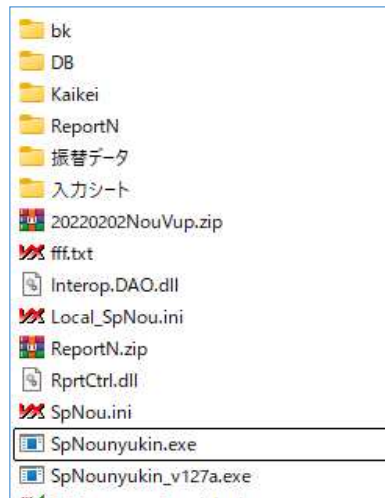 bk
DB
Kaikei
ReportN
振替データ
入力シート
20220202NouVup.zip
fff.txt
Interop.DAO.dll
Local_SpNou.ini
ReportN.zip
RprtCtrl.dll
SpNou.ini
SpNounyukin.exe
SpNounyukin_v127a.exe